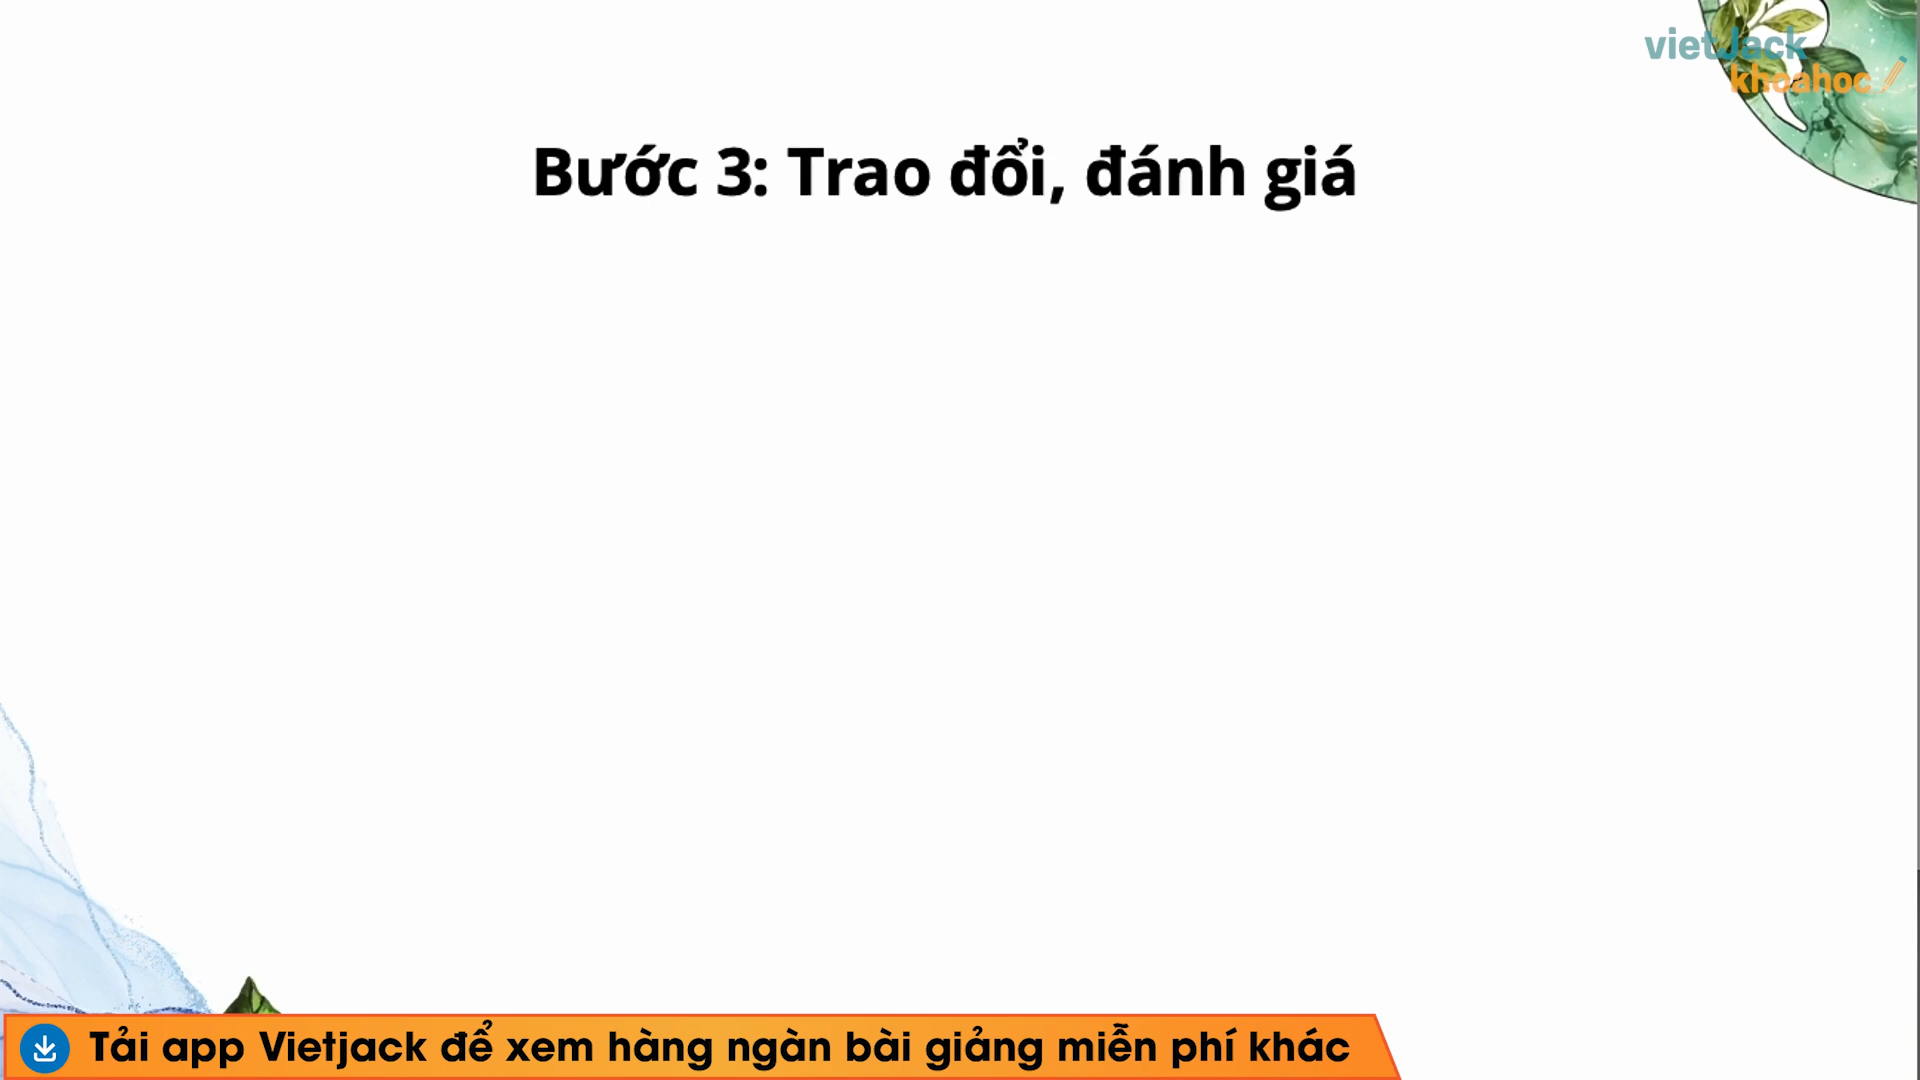 vietJack
khoahoc
Bước 3: Trao đổi, đánh giá
Tải app Vietjack để xem hàng ngàn bài giảng miễn phí khác